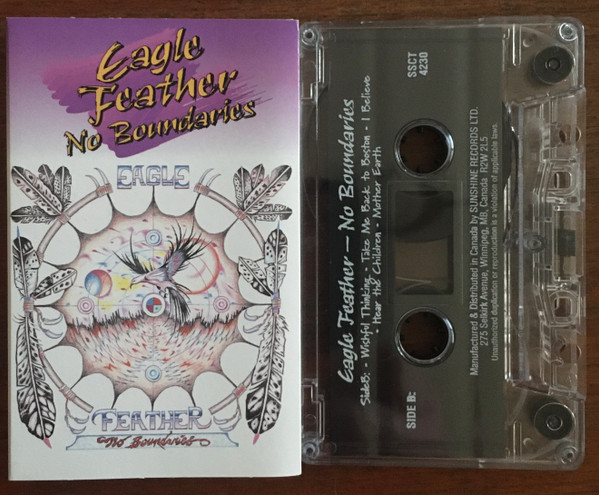 Eagle
Feather
No Boundaries
EAGLE
FEATHER
No Boundaries
SSCT
4230
Eagle Feather — No Boundaries
SideB: - Wishful Thinking - Take Me Back to Boston - I Believe
- Hear the Children - Mother Earth
SIDE B:
Manufactured & Distributed in Canada by SUNSHINE RECORDS LTD.
275 Selkirk Avenue, Winnipeg, MB, Canada R2W 2L5
Unauthorized duplication or reproduction is a violation of applicable laws